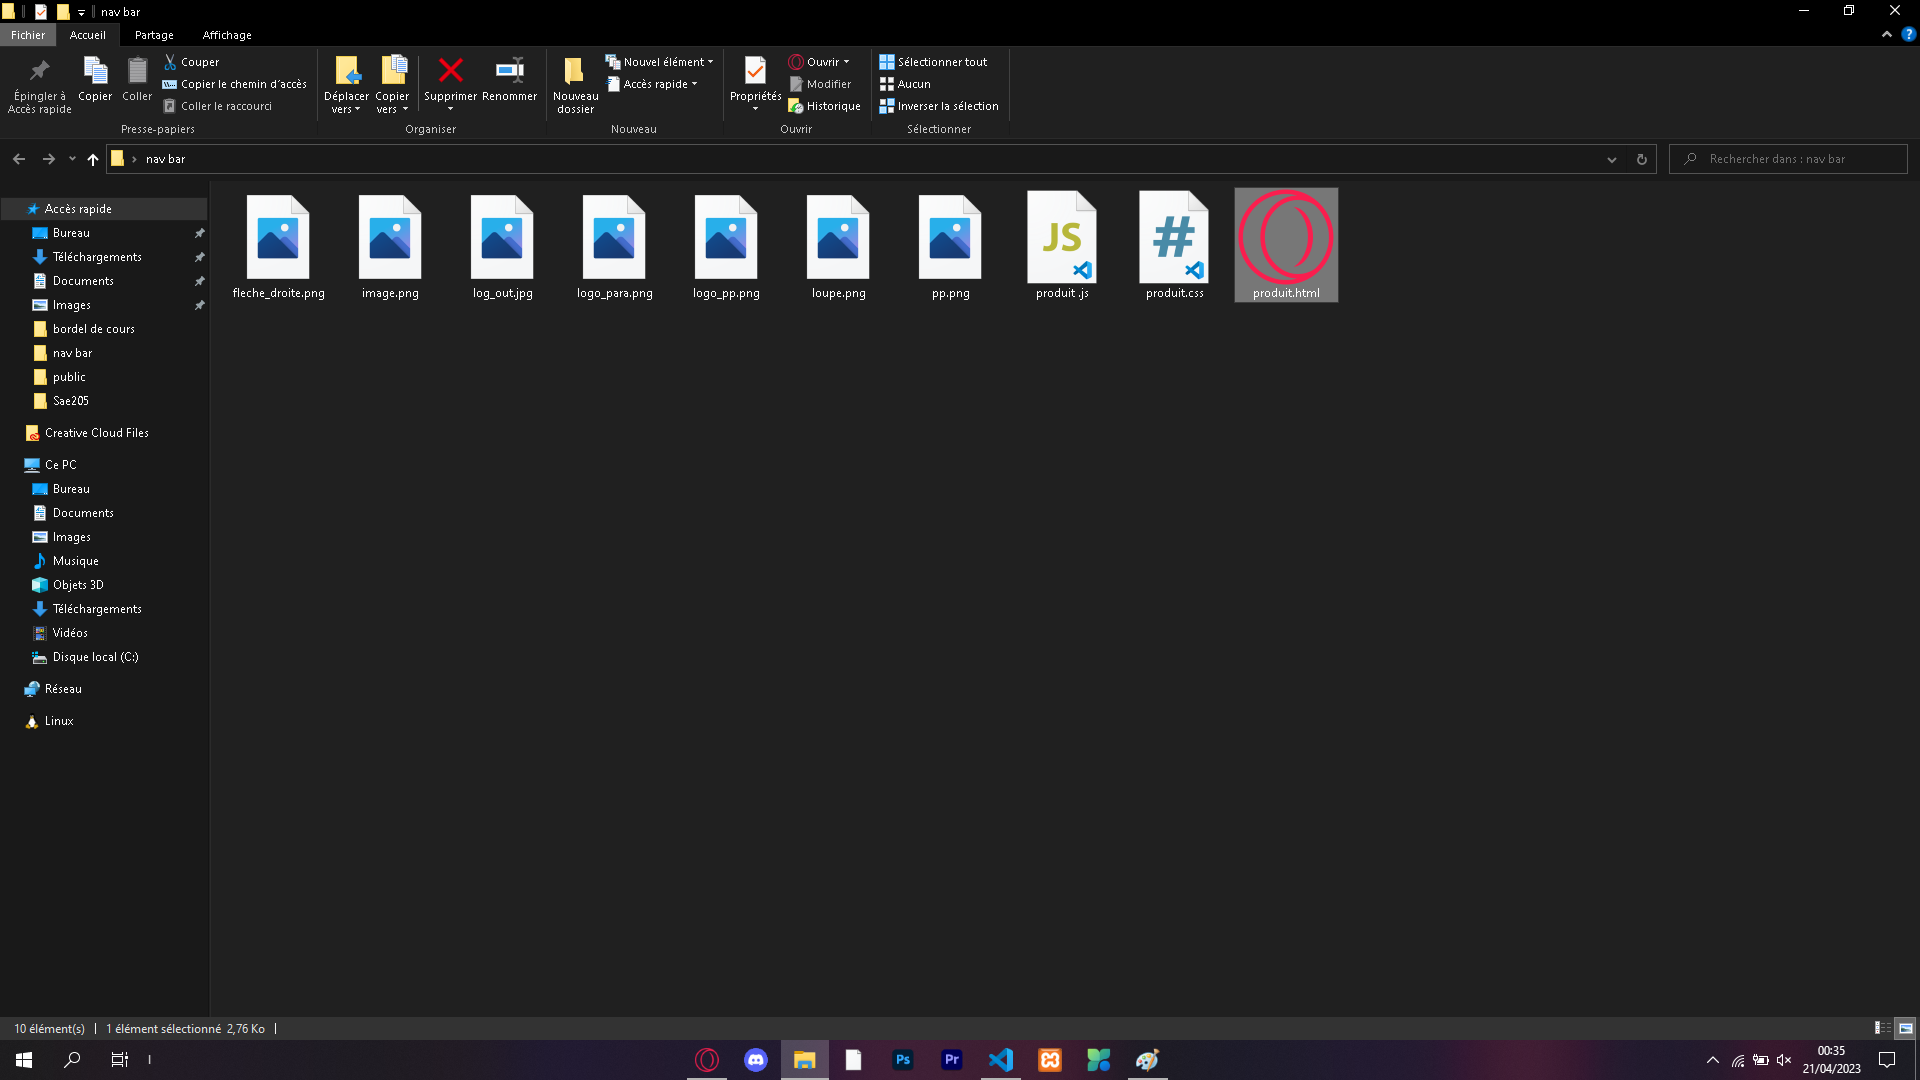 nav bar
Fichier Accueil Partage Affichage
Épingler à Accès rapide
Copier
Coller
Couper
Copier le chemin d'accès
Coller le raccourci
Presse-papiers
Déplacer vers
Copier vers
Supprimer
Renommer
Organiser
Nouveau dossier
Nouvel élément
Accès rapide
Nouveau
Propriétés
Ouvrir
Modifier
Historique
Ouvrir
Sélectionner tout
Aucun
Inverser la sélection
Sélectionner
nav bar
Rechercher dans : nav bar
Accès rapide
Bureau
Téléchargements
Documents
Images
bordel de cours
nav bar
public
Sae205
Creative Cloud Files
Ce PC
Bureau
Documents
Images
Musique
Objets 3D
Téléchargements
Vidéos
Disque local (C:)
Réseau
Linux
JS
#
fleche_droite.png
image.png
log_out.jpg
logo_para.png
logo_pp.png
loupe.png
pp.png
produit .js
produit.css
produit.html
10 élément(s)
1 élément sélectionné 2,76 Ko
Ps
Pr
00:35
21/04/2023